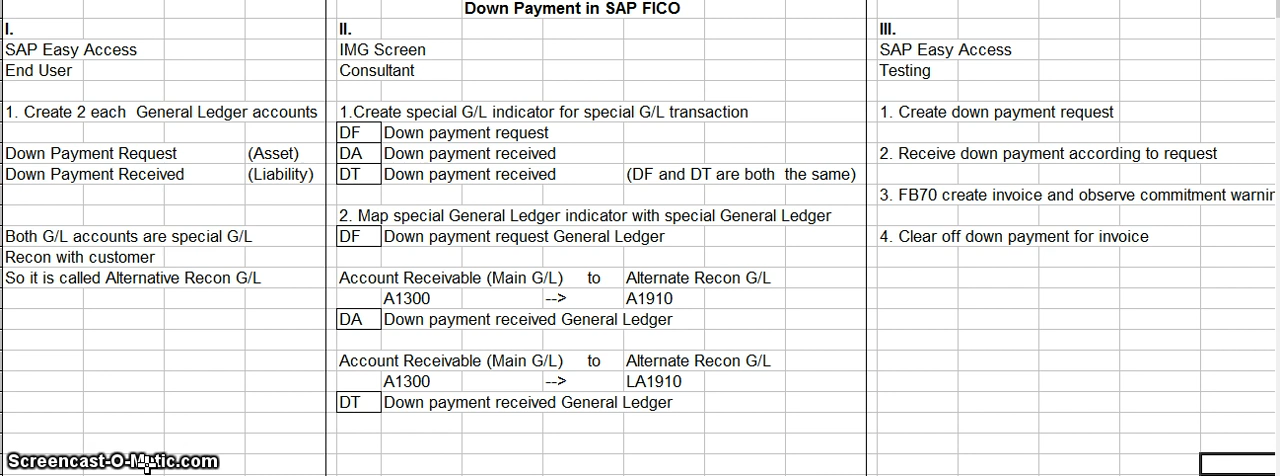 Down Payment in SAP FICO
I.
SAP Easy Access
End User
1. Create 2 each General Ledger accounts
Down Payment Request (Asset)
Down Payment Received (Liability)
Both G/L accounts are special G/L
Recon with customer
So it is called Alternative Recon G/L
II.
IMG Screen
Consultant
1.Create special G/L indicator for special G/L transaction
DF Down payment request
DA Down payment received
DT Down payment received (DF and DT are both the same)
2. Map special General Ledger indicator with special General Ledger
DF Down payment request General Ledger
Account Receivable (Main G/L) to Alternate Recon G/L
A1300 --> A1910
DA Down payment received General Ledger
Account Receivable (Main G/L) to Alternate Recon G/L
A1300 --> LA1910
DT Down payment received General Ledger
III.
SAP Easy Access
Testing
1. Create down payment request
2. Receive down payment according to request
3. FB70 create invoice and observe commitment warnin
4. Clear off down payment for invoice
Screencast-O-Matic.com